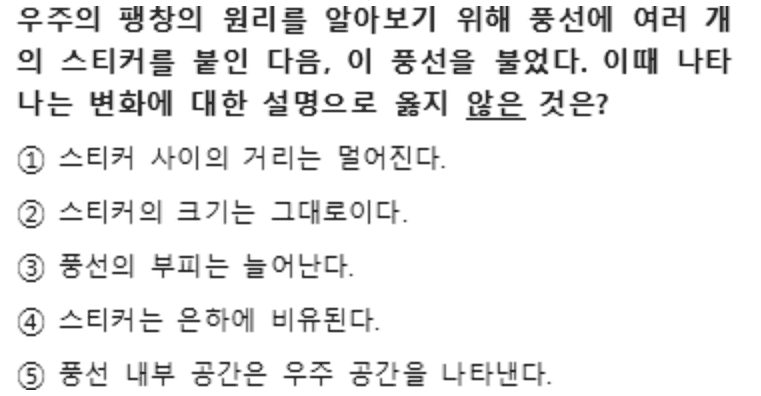 우주의 팽창의 원리를 알아보기 위해 풍선에 여러 개
의 스티커를 붙인 다음, 이 풍선을 불었다. 이때 나타
나는 변화에 대한 설명으로 옳지 않은 것은?
① 스티커 사이의 거리는 멀어진다.
② 스티커의 크기는 그대로이다.
③ 풍선의 부피는 늘어난다.
④ 스티커는 은하에 비유된다.
⑤ 풍선 내부 공간은 우주 공간을 나타낸다.